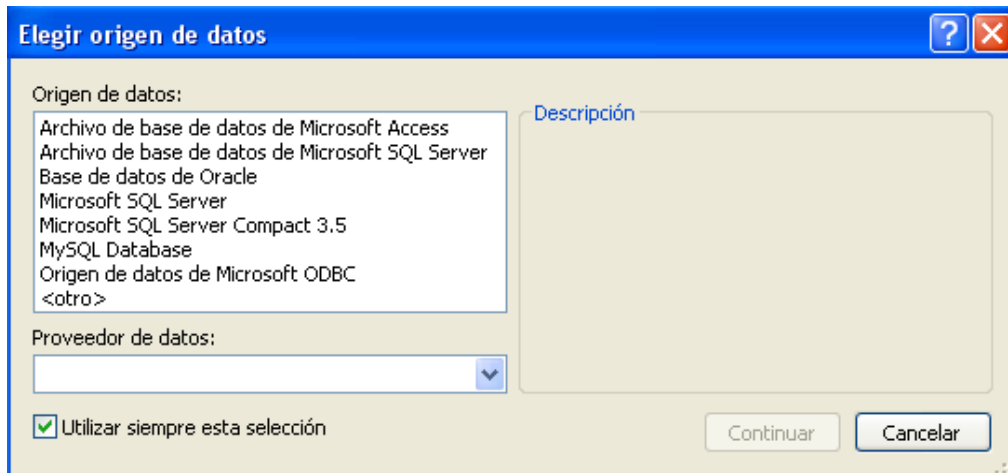 Elegir origen de datos
Origen de datos:
Archivo de base de datos de Microsoft Access
Archivo de base de datos de Microsoft SQL Server
Base de datos de Oracle
Microsoft SQL Server
Microsoft SQL Server Compact 3.5
MySQL Database
Origen de datos de Microsoft ODBC
<otro>
Descripción
Proveedor de datos:
Utilizar siempre esta selección
Continuar
Cancelar